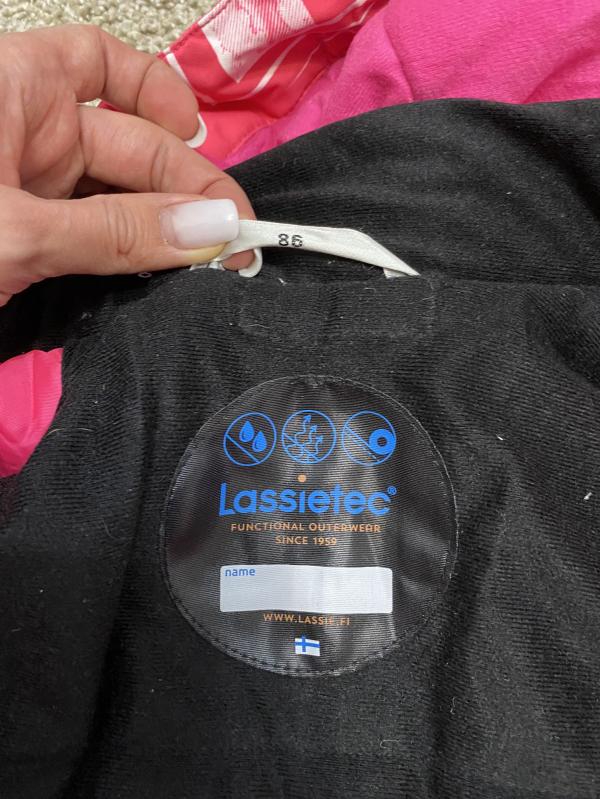 86
Lassietec®
FUNCTIONAL OUTERWEAR
SINCE 1959
name
WWW.LASSIE.FI